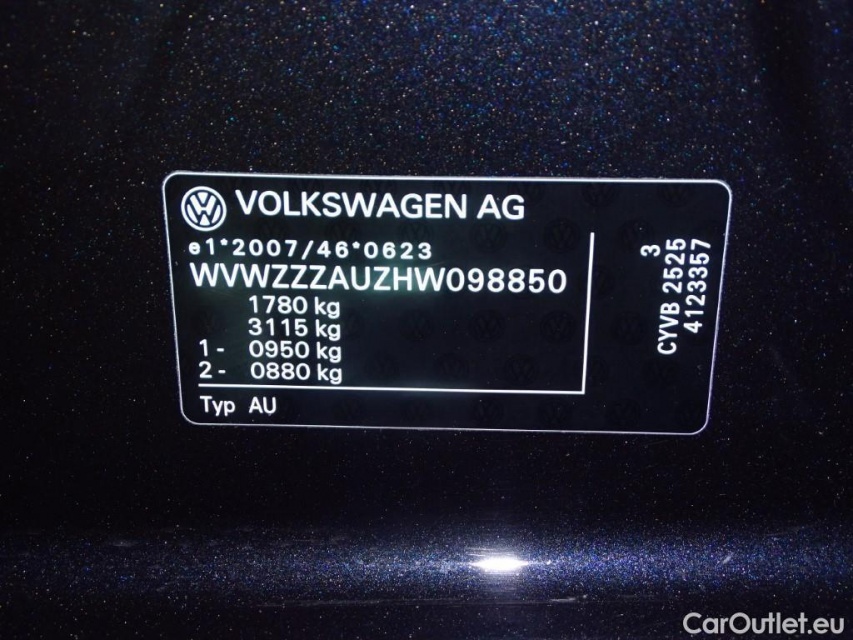 VOLKSWAGEN AG
e1*2007/46*0623
WVWZZZAUZHW098850
1780 kg
3115 kg
1 - 0950 kg
2 - 0880 kg
Typ AU
3
CYVB 2525
4123357
CarOutlet.eu